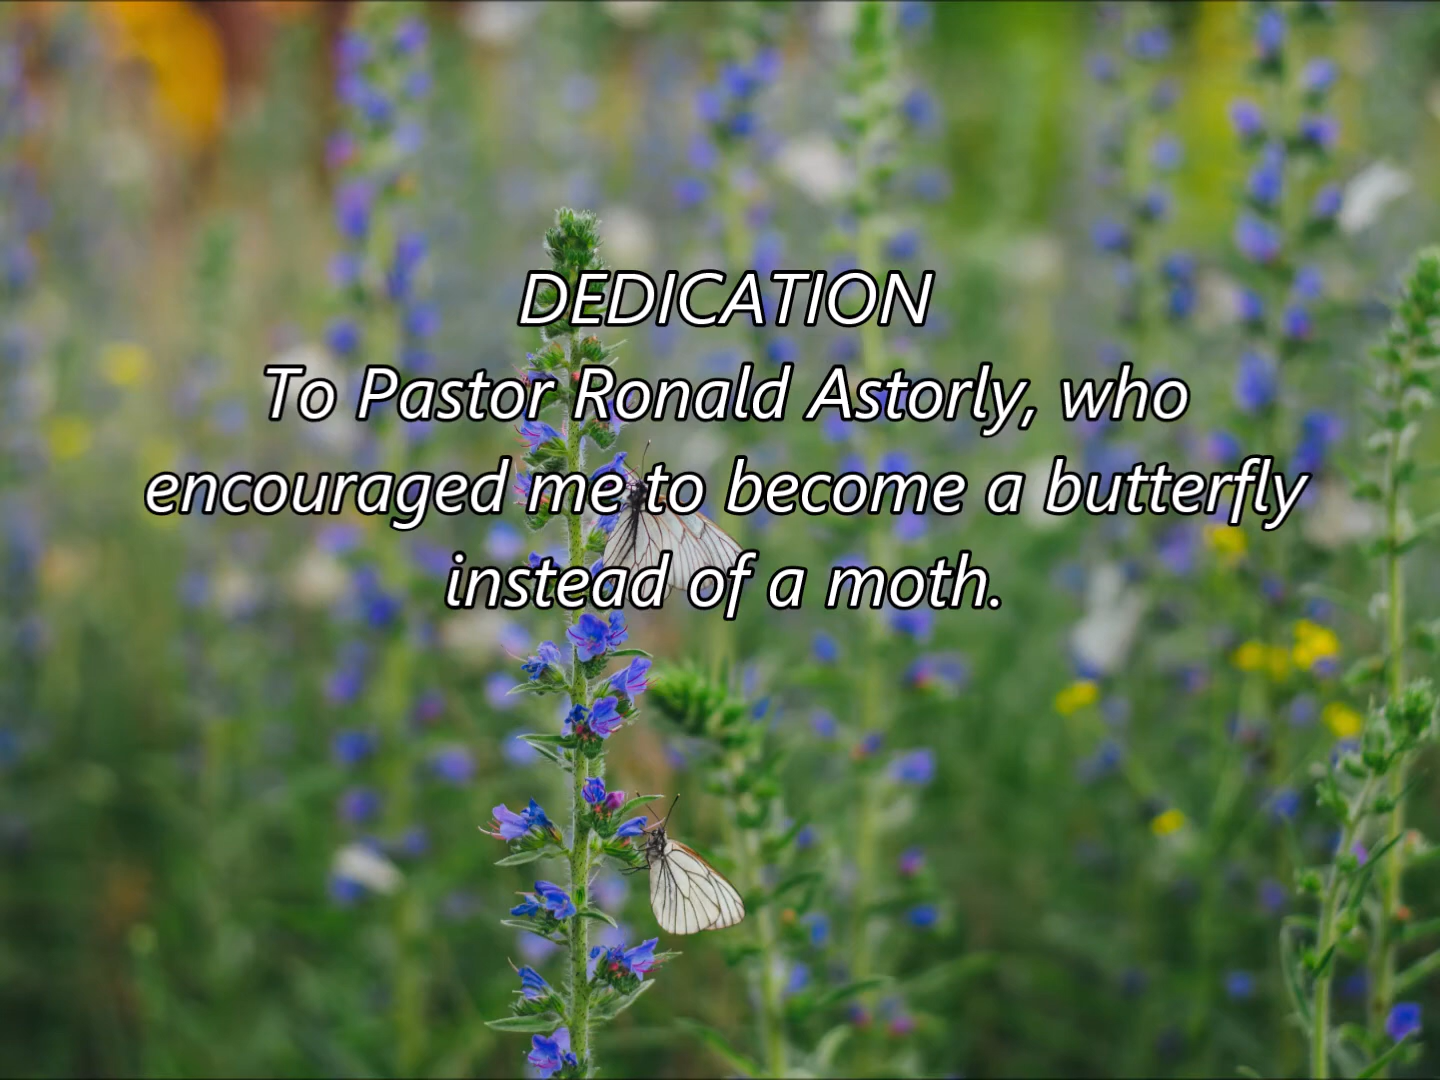 DEDICATION
To Pastor Ronald Astorly, who
encouraged me to become a butterfly
instead of a moth.